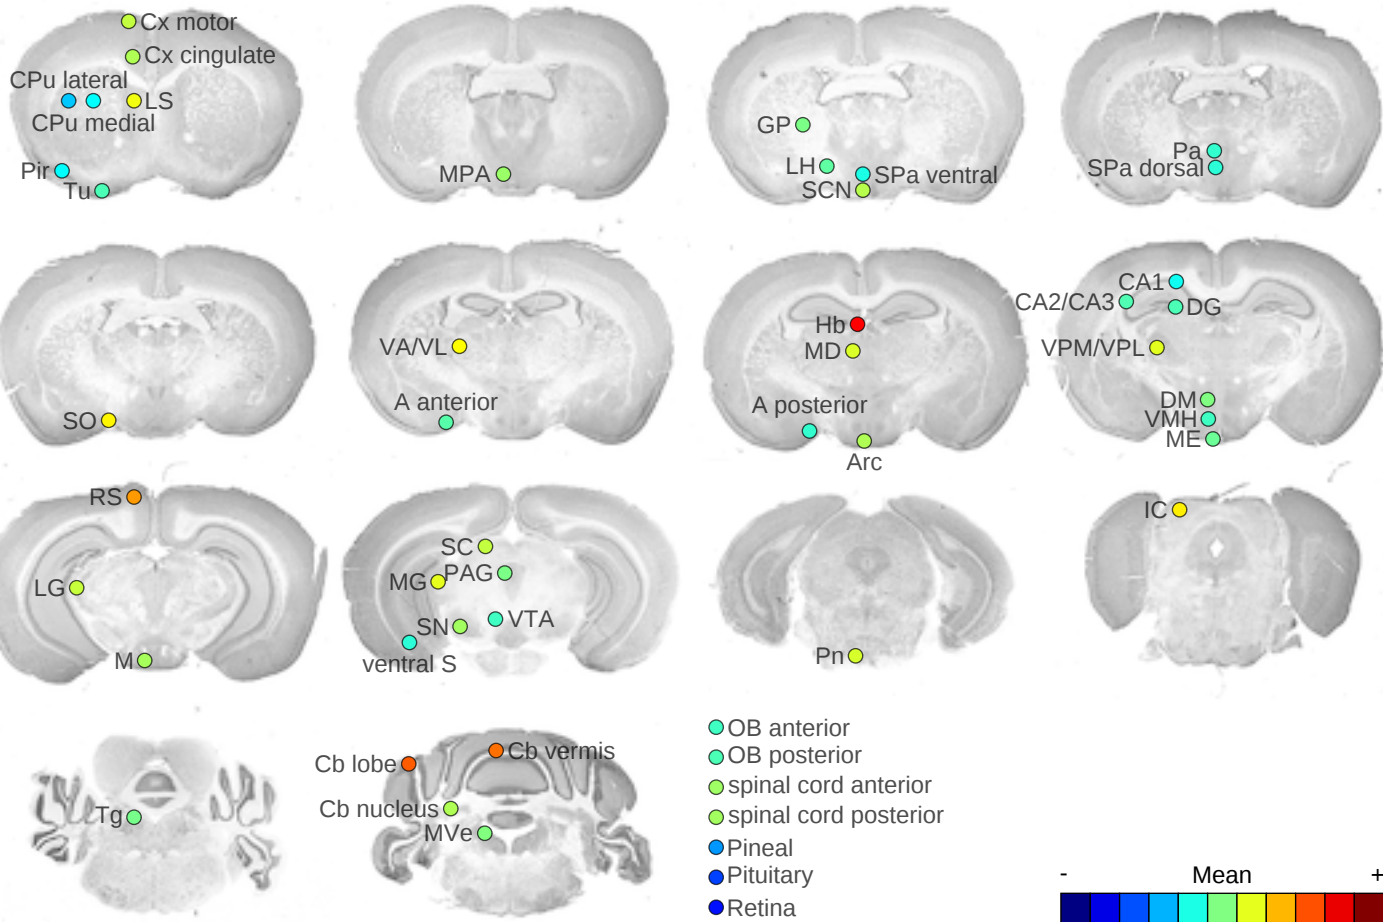 Cx motor
Cx cingulate
CPu lateral
LS
CPu medial
Pir
Tu
MPA
GP
LH
SPa ventral
SCN
Pa
SPa dorsal
SO
VA/VL
A anterior
Hb
MD
A posterior
Arc
CA1
CA2/CA3
DG
VPM/VPL
DM
VMH
ME
RS
LG
M
SC
PAG
MG
SN
VTA
ventral S
Pn
IC
Tg
Cb lobe
Cb vermis
Cb nucleus
MVe
OB anterior
OB posterior
spinal cord anterior
spinal cord posterior
Pineal
Pituitary
Retina
- Mean +